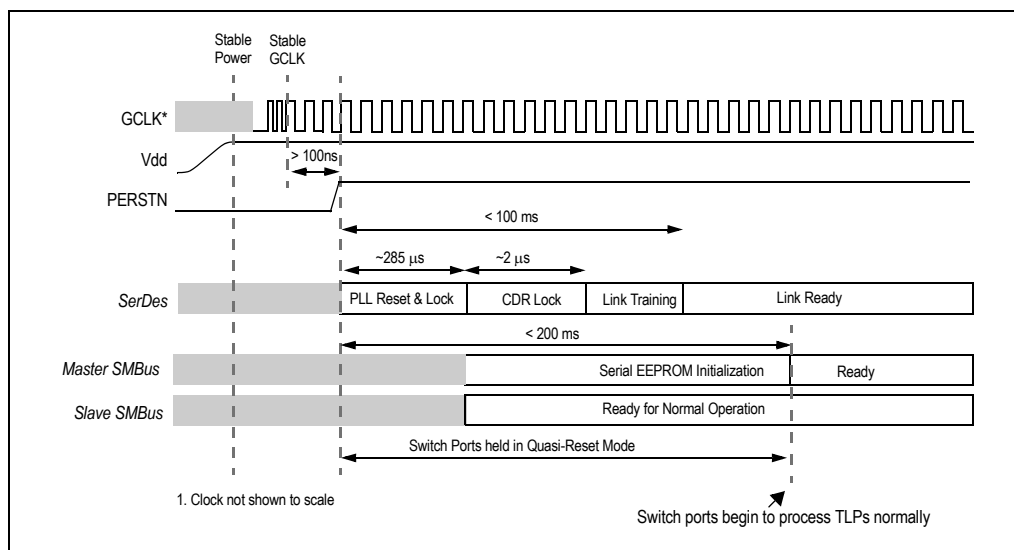 Stable Power
Stable GCLK
GCLK*
Vdd
> 100ns
PERSTN
< 100 ms
~285 μs
~2 μs
SerDes
PLL Reset & Lock
CDR Lock
Link Training
Link Ready
< 200 ms
Master SMBus
Serial EEPROM Initialization
Ready
Slave SMBus
Ready for Normal Operation
Switch Ports held in Quasi-Reset Mode
1. Clock not shown to scale
Switch ports begin to process TLPs normally